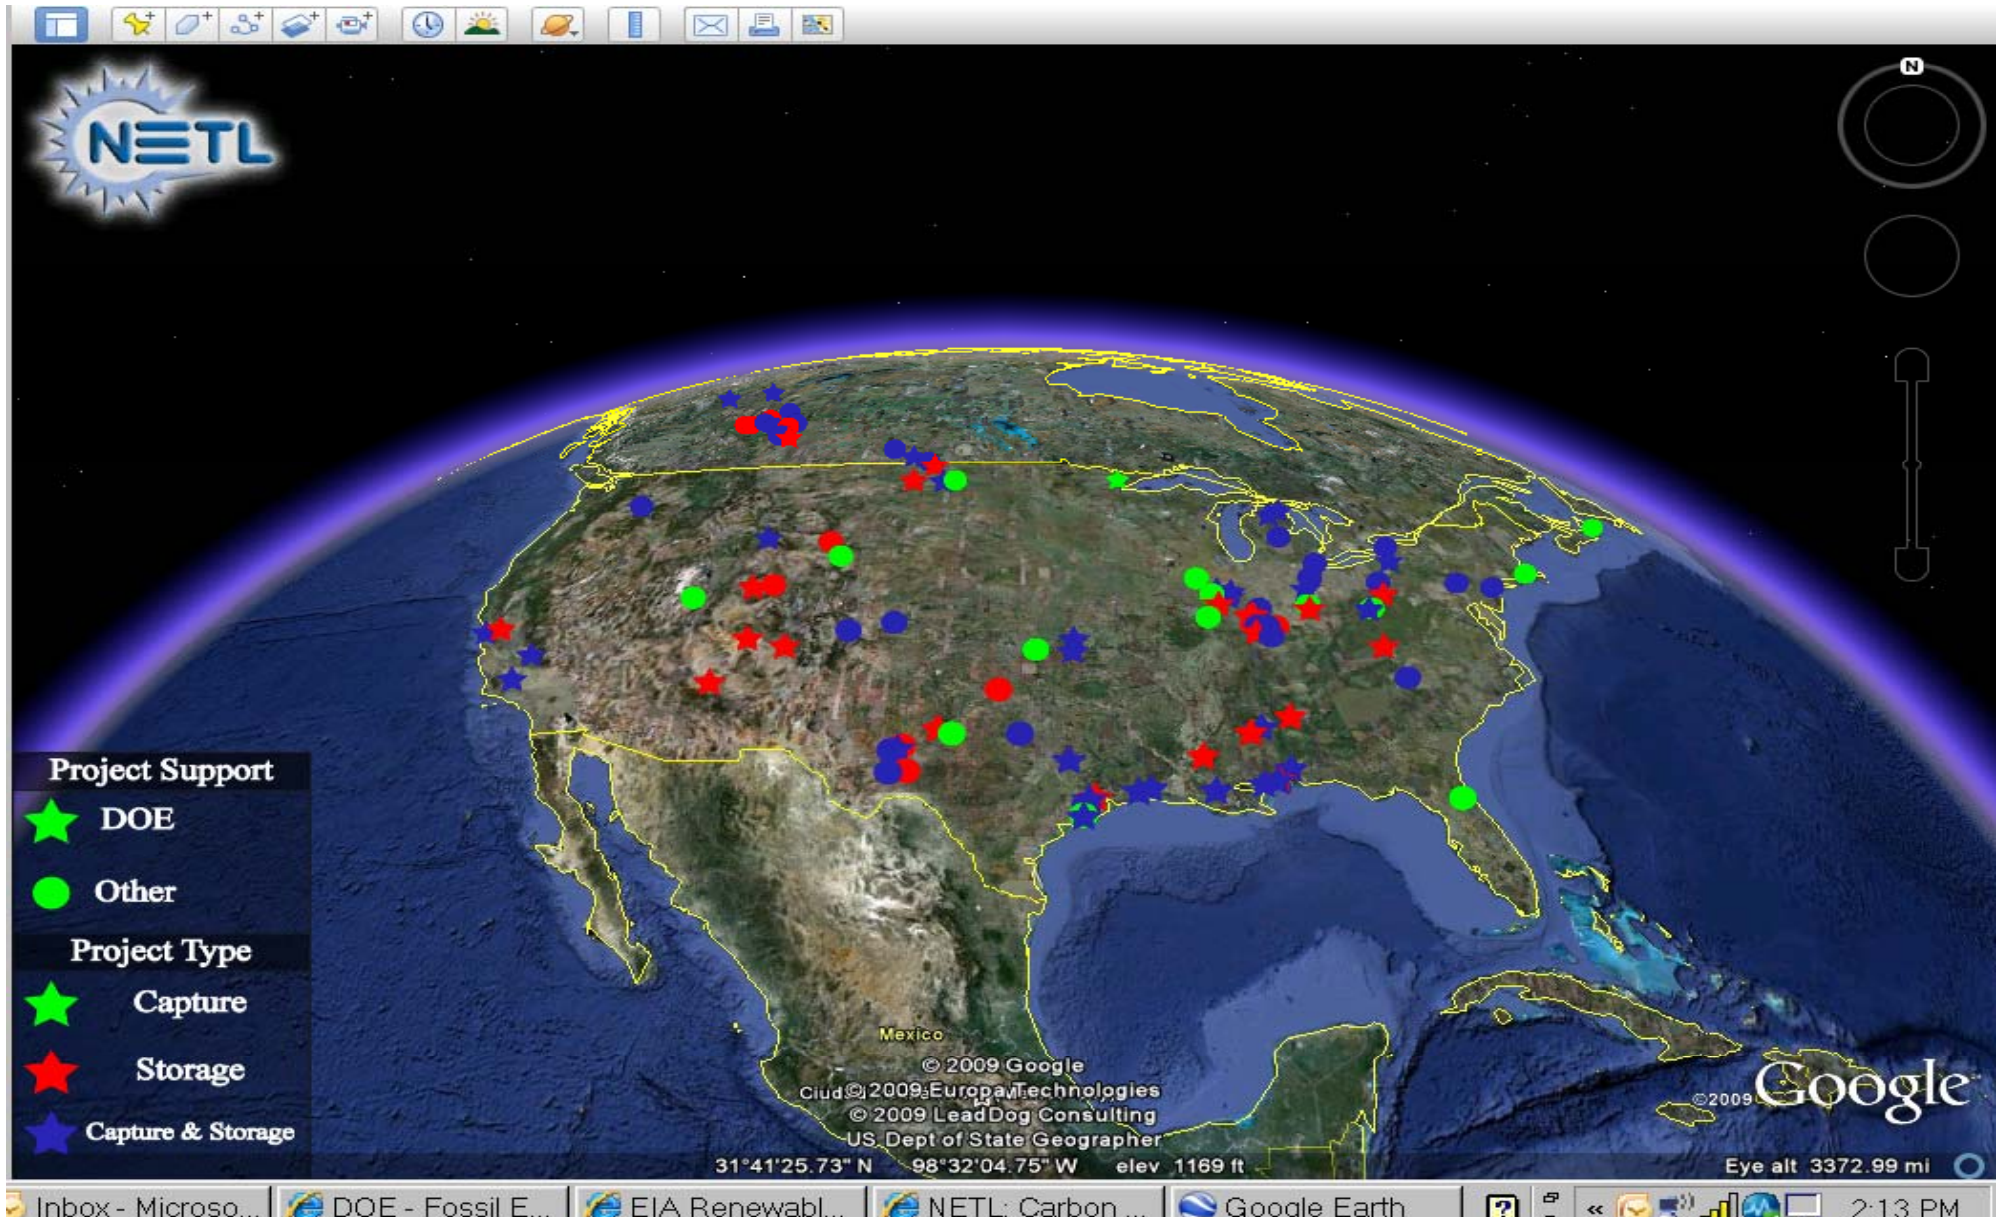 N
NETL
Project Support
DOE
Other
Project Type
Capture
Storage
Capture & Storage
Mexico
© 2009 Google
© 2009 Europa Technologies
© 2009 LeadDog Consulting
US Dept of State Geographer
©2009 Google
31°41'25.73" N 98°32'04.75" W elev 1169 ft
Eye alt 3372.99 mi
Inbox - Microso... DOE - Fossil E... EIA Renewabl... NETL: Carbon ... Google Earth « 2:13 PM